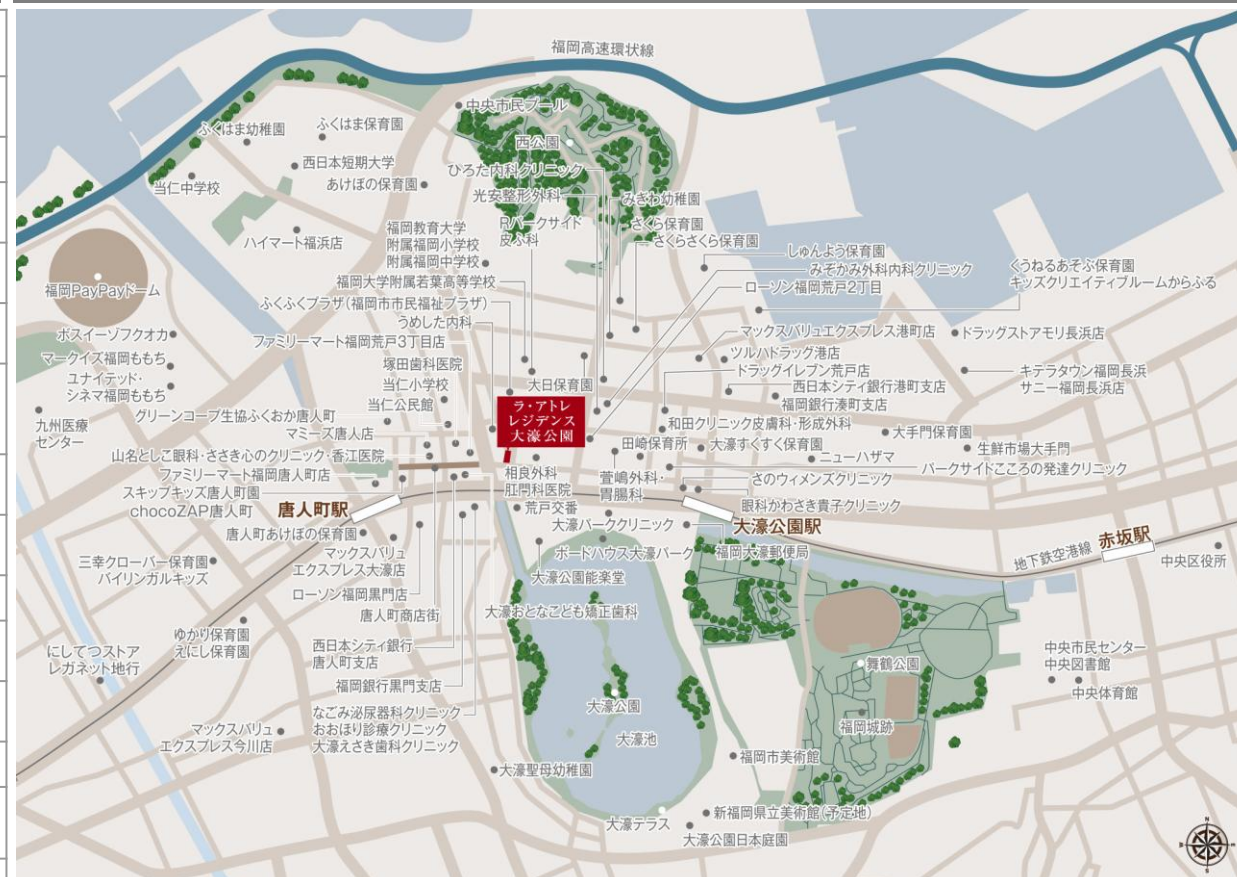 福岡高速環状線
中央市民プール
ふくはま幼稚園
ふくはま保育園
西公園
西日本短期大学
ひろた内科クリニック
当仁中学校
あけぼの保育園
光安整形外科
みぎわ幼稚園
福岡教育大学
附属福岡小学校
附属福岡中学校
Rパークサイド
皮ふ科
さくら保育園
さくらさくら保育園
ハイマート福浜店
しゅんよう保育園
みぞかみ外科内科クリニック
ローソン福岡荒戸2丁目
くうねるあそぶ保育園
キッズクリエイティブルームからふる
福岡大学附属若葉高等学校
福岡PayPayドーム
ふくふくプラザ(福岡市市民福祉プラザ)
うめした内科
ボスイーゾフクオカ
ファミリーマート福岡荒戸3丁目店
マックスバリュエクスプレス港町店
ドラッグストアモリ長浜店
マークイズ福岡ももち
ツルハドラッグ港店
塚田歯科医院
ドラッグイレブン荒戸店
ユナイテッド・
シネマ福岡ももち
大日保育園
キテラタウン福岡長浜
サニー福岡長浜店
当仁小学校
西日本シティ銀行港町支店
福岡銀行湊町支店
当仁公民館
ラ・アトレ
レジデンス
大濠公園
九州医療
センター
グリーンコープ生協ふくおか唐人町
和田クリニック皮膚科・形成外科
大手門保育園
マミーズ唐人店
田崎保育所
大濠すくすく保育園
生鮮市場大手門
山名としこ眼科・ささき心のクリニック・香江医院
ニューハザマ
パークサイドこころの発達クリニック
ファミリーマート福岡唐人町店
相良外科
肛門科医院
萱嶋外科・
胃腸科
さのウィメンズクリニック
スキップキッズ唐人町園
chocoZAP唐人町
唐人町駅
荒戸交番
眼科かわさき貴子クリニック
大濠公園駅
大濠パーククリニック
唐人町あけぼの保育園
赤坂駅
地下鉄空港線
マックスバリュ
エクスプレス大濠店
ボードハウス大濠パーク
福岡大濠郵便局
三幸クローバー保育園
バイリンガルキッズ
中央区役所
大濠公園能楽堂
ローソン福岡黒門店
唐人町商店街
大濠おとなこども矯正歯科
ゆかり保育園
えにし保育園
西日本シティ銀行
唐人町支店
にしてつストア
レガネット地行
中央市民センター
中央図書館
舞鶴公園
福岡銀行黒門支店
中央体育館
大濠公園
なごみ泌尿器科クリニック
おおほり診療クリニック
大濠えさき歯科クリニック
福岡城跡
マックスバリュ
エクスプレス今川店
大濠池
福岡市美術館
大濠聖母幼稚園
新福岡県立美術館(予定地)
大濠テラス
大濠公園日本庭園